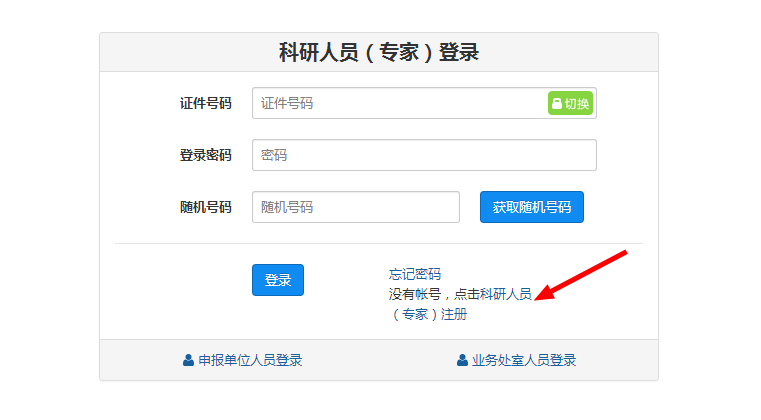 科研人员（专家）登录
证件号码 证件号码 切换
登录密码 密码
随机号码 随机号码 获取随机号码
登录
忘记密码
没有帐号，点击科研人员
（专家）注册
申报单位人员登录 业务处室人员登录